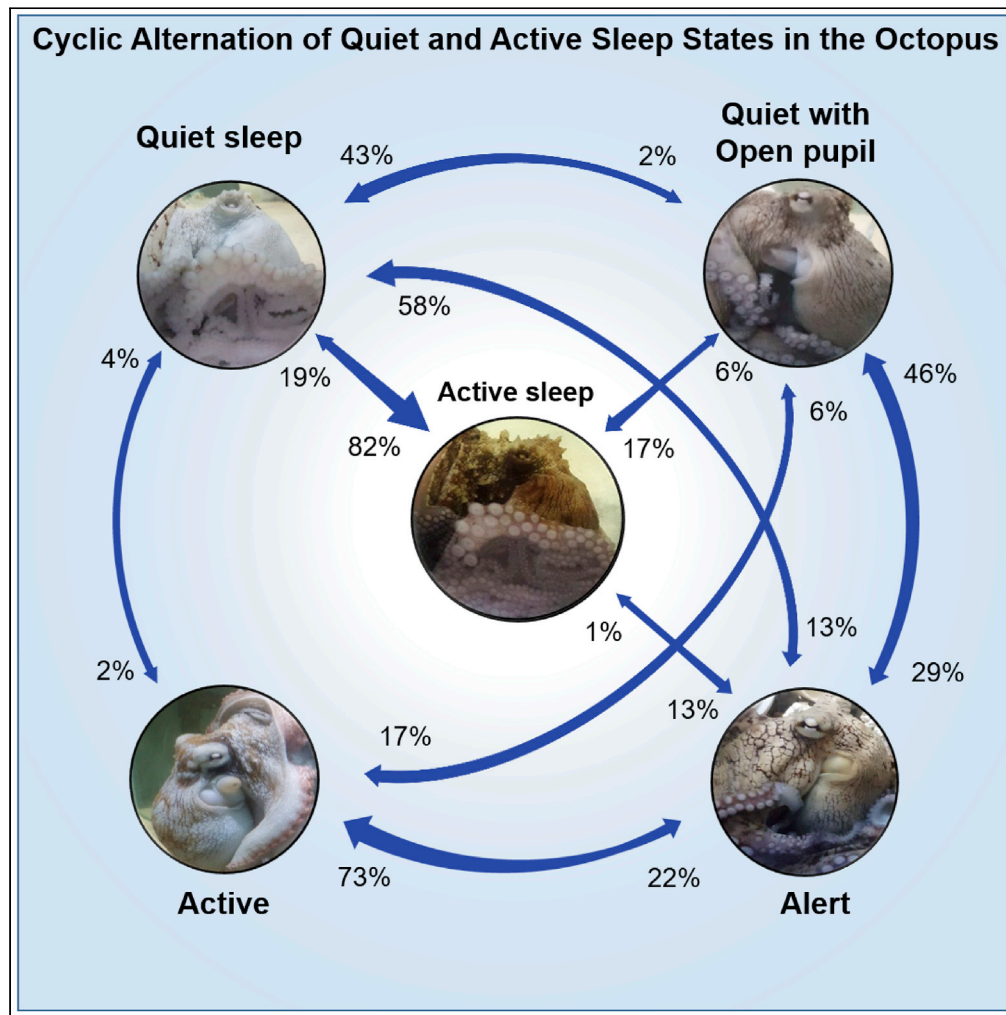 Cyclic Alternation of Quiet and Active Sleep States in the Octopus
Quiet sleep
Quiet with
Open pupil
43%
2%
58%
4%
19%
6%
46%
6%
Active sleep
82%
17%
1%
13%
2%
13%
29%
17%
73%
22%
Active
Alert